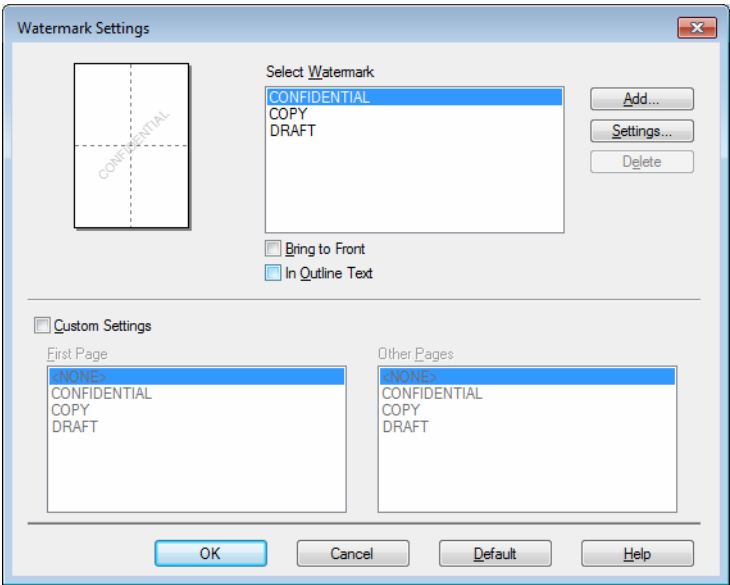 Watermark Settings
Select Watermark
CONFIDENTIAL
CONFIDENTIAL
COPY
DRAFT
Add...
Settings...
Delete
Bring to Front
In Outline Text
Custom Settings
First Page
<NONE>
CONFIDENTIAL
COPY
DRAFT
Other Pages
<NONE>
CONFIDENTIAL
COPY
DRAFT
OK
Cancel
Default
Help